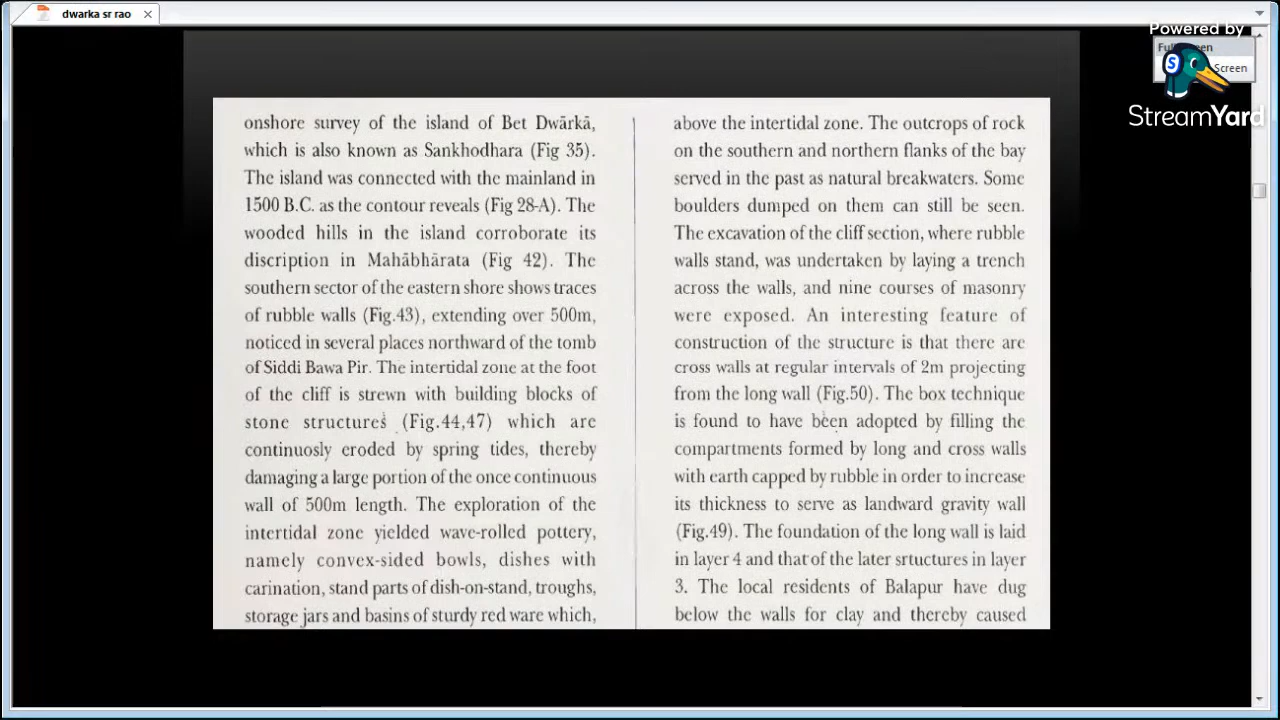 dwarka sr rao
Powered by
Screen
StreamYard
onshore survey of the island of Bet Dvārkā,
which is also known as Sankhodhara (Fig 35).
The island was connected with the mainland in
1500 B.C. as the contour reveals (Fig 28-A). The
wooded hills in the island corroborate its
discription in Mahābhārata (Fig 42). The
southern sector of the eastern shore shows traces
of rubble walls (Fig.43), extending over 500m,
noticed in several places northward of the tomb
of Siddi Bawa Pir. The intertidal zone at the foot
of the cliff is strewn with building blocks of
stone structures (Fig.44,47) which are
continuosly eroded by spring tides, thereby
damaging a large portion of the once continuous
wall of 500m length. The exploration of the
intertidal zone yielded wave-rolled pottery,
namely convex-sided bowls, dishes with
carination, stand parts of dish-on-stand, troughs,
storage jars and basins of sturdy red ware which,
above the intertidal zone. The outcrops of rock
on the southern and northern flanks of the bay
served in the past as natural breakwaters. Some
boulders dumped on them can still be seen.
The excavation of the cliff section, where rubble
walls stand, was undertaken by laying a trench
across the walls, and nine courses of masonry
were exposed. An interesting feature of
construction of the structure is that there are
cross walls at regular intervals of 2m projecting
from the long wall (Fig.50). The box technique
is found to have been adopted by filling the
compartments formed by long and cross walls
with earth capped by rubble in order to increase
its thickness to serve as landward gravity wall
(Fig.49). The foundation of the long wall is laid
in layer 4 and that of the later srtuctures in layer
3. The local residents of Balapur have dug
below the walls for clay and thereby caused